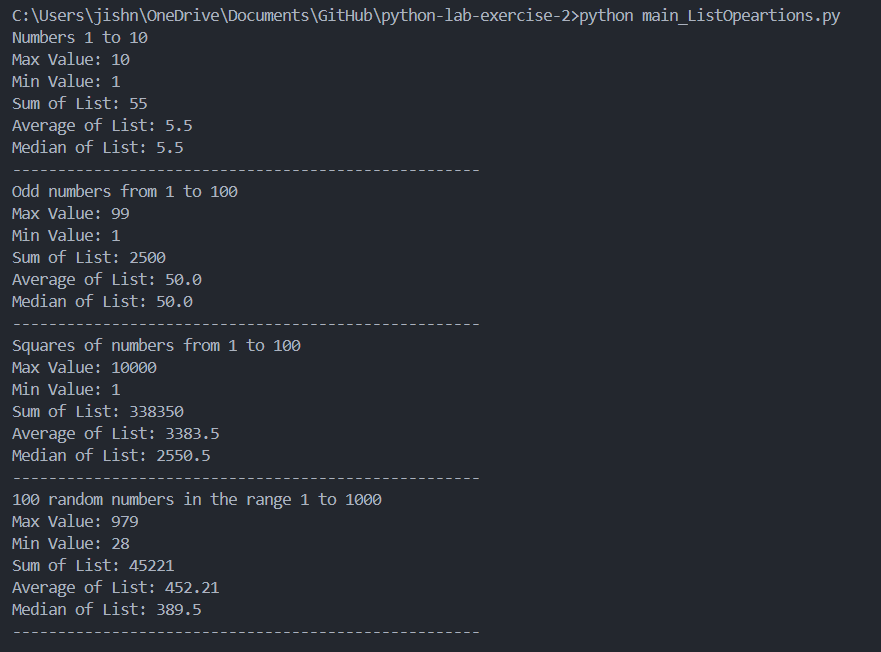 C:\Users\jishn\OneDrive\Documents\GitHub\python-lab-exercise-2>python main_ListOpeartions.py
Numbers 1 to 10
Max Value: 10
Min Value: 1
Sum of List: 55
Average of List: 5.5
Median of List: 5.5
----------------------------------------------------
Odd numbers from 1 to 100
Max Value: 99
Min Value: 1
Sum of List: 2500
Average of List: 50.0
Median of List: 50.0
----------------------------------------------------
Squares of numbers from 1 to 100
Max Value: 10000
Min Value: 1
Sum of List: 338350
Average of List: 3383.5
Median of List: 2550.5
----------------------------------------------------
100 random numbers in the range 1 to 1000
Max Value: 979
Min Value: 28
Sum of List: 45221
Average of List: 452.21
Median of List: 389.5
----------------------------------------------------